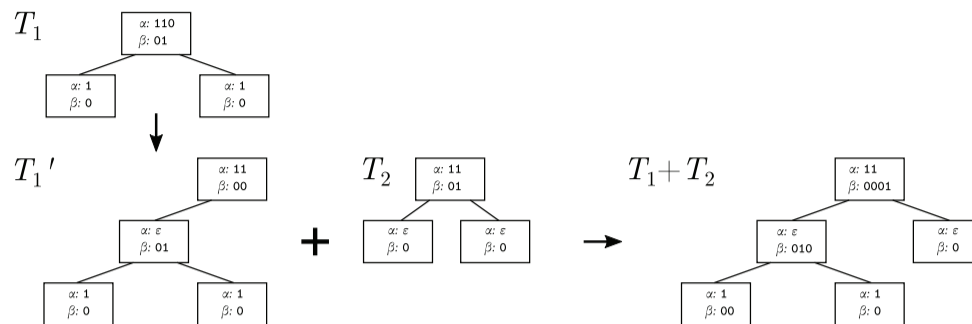 T₁
α: 110
β: 01
α: 1
β: 0
α: 1
β: 0
T₁′
α: 11
β: 00
α: ε
β: 01
α: 1
β: 0
α: 1
β: 0
+
T₂
α: 11
β: 01
α: ε
β: 0
α: ε
β: 0
T₁+ T₂
α: 11
β: 0001
α: ε
β: 010
α: ε
β: 0
α: 1
β: 00
α: 1
β: 0